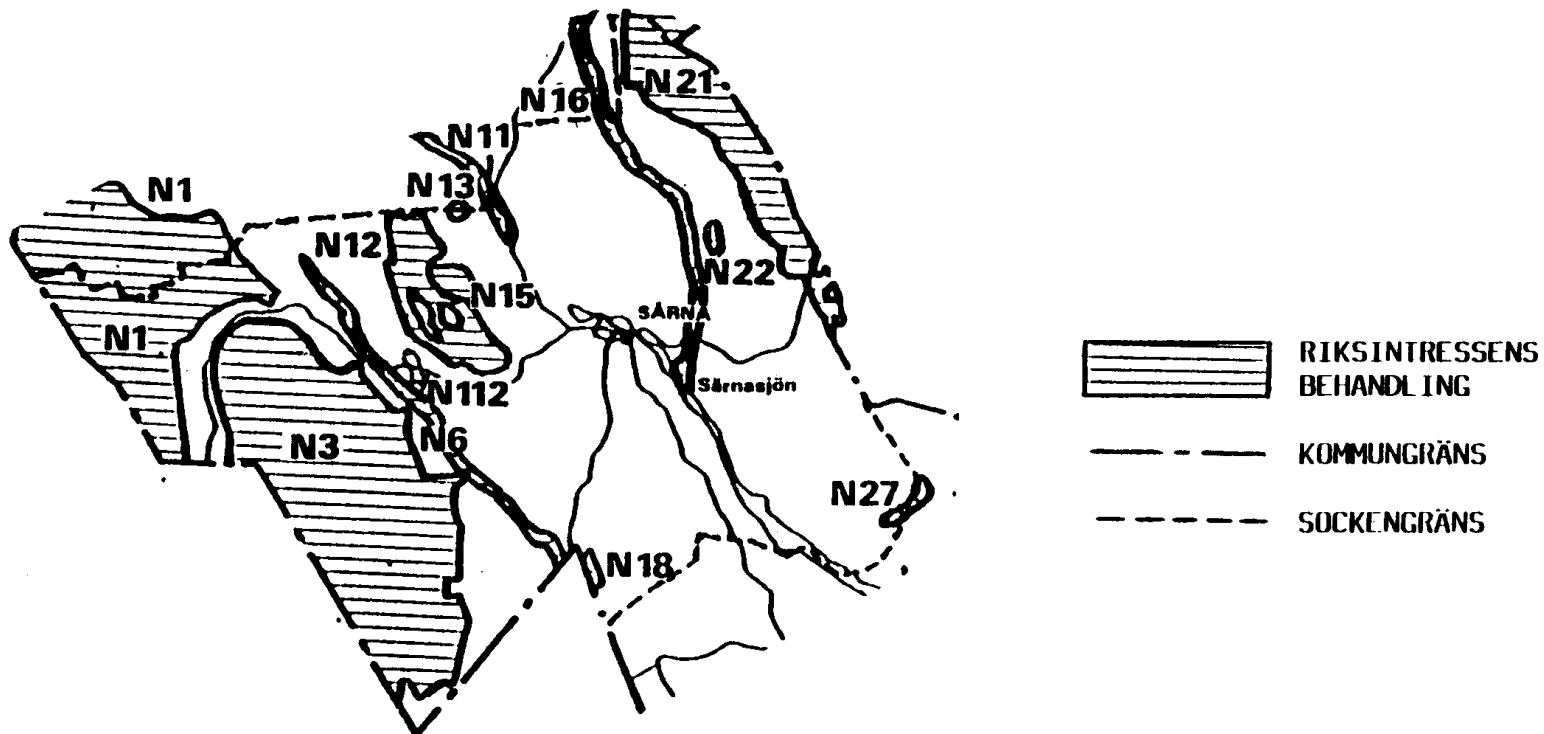 N21
N16
N11
N1
N13
N12
N22
N15
SÄRNA
N1
RIKSINTRESSENS
BEHANDLING
Särnasjön
N112
N6
N3
KOMMUNGRÄNS
N27
SOCKENGRÄNS
N18